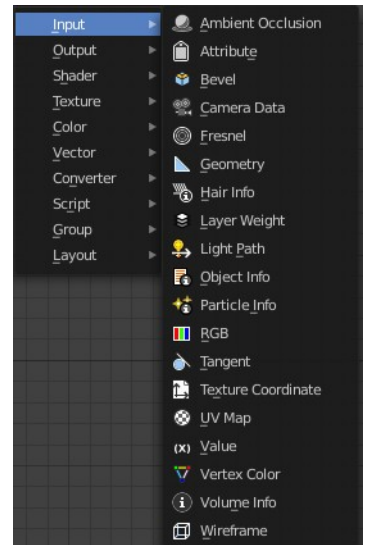 Input
Output
Shader
Texture
Color
Vector
Converter
Script
Group
Layout
Ambient Occlusion
Attribute
Bevel
Camera Data
Fresnel
Geometry
Hair Info
Layer Weight
Light Path
Object Info
Particle Info
RGB
Tangent
Texture Coordinate
UV Map
(x) Value
Vertex Color
Volume Info
Wireframe